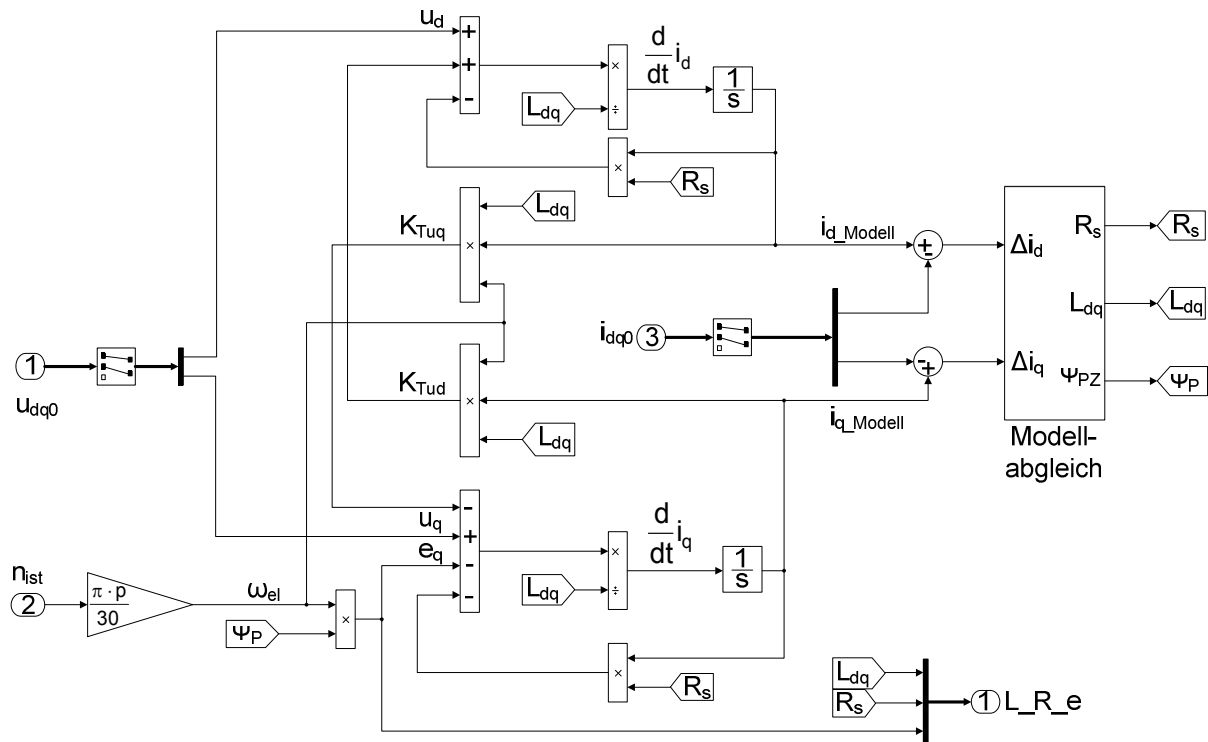 u_d
+
+
-
×
÷
L_dq
d/dt i_d
1/s
×
R_s
L_dq
K_Tuq
×
i_d_Modell
+
-
Δi_d
R_s
R_s
L_dq
L_dq
Ψ_PZ
Ψ_P
Δi_q
Modell-
abgleich
i_dq0
3
-
+
i_q_Modell
1
u_dq0
K_Tud
×
L_dq
-
u_q
+
e_q
-
-
×
÷
L_dq
d/dt i_q
1/s
n_ist
2
π · p
30
ω_el
Ψ_P
×
×
R_s
L_dq
R_s
1
L_R_e